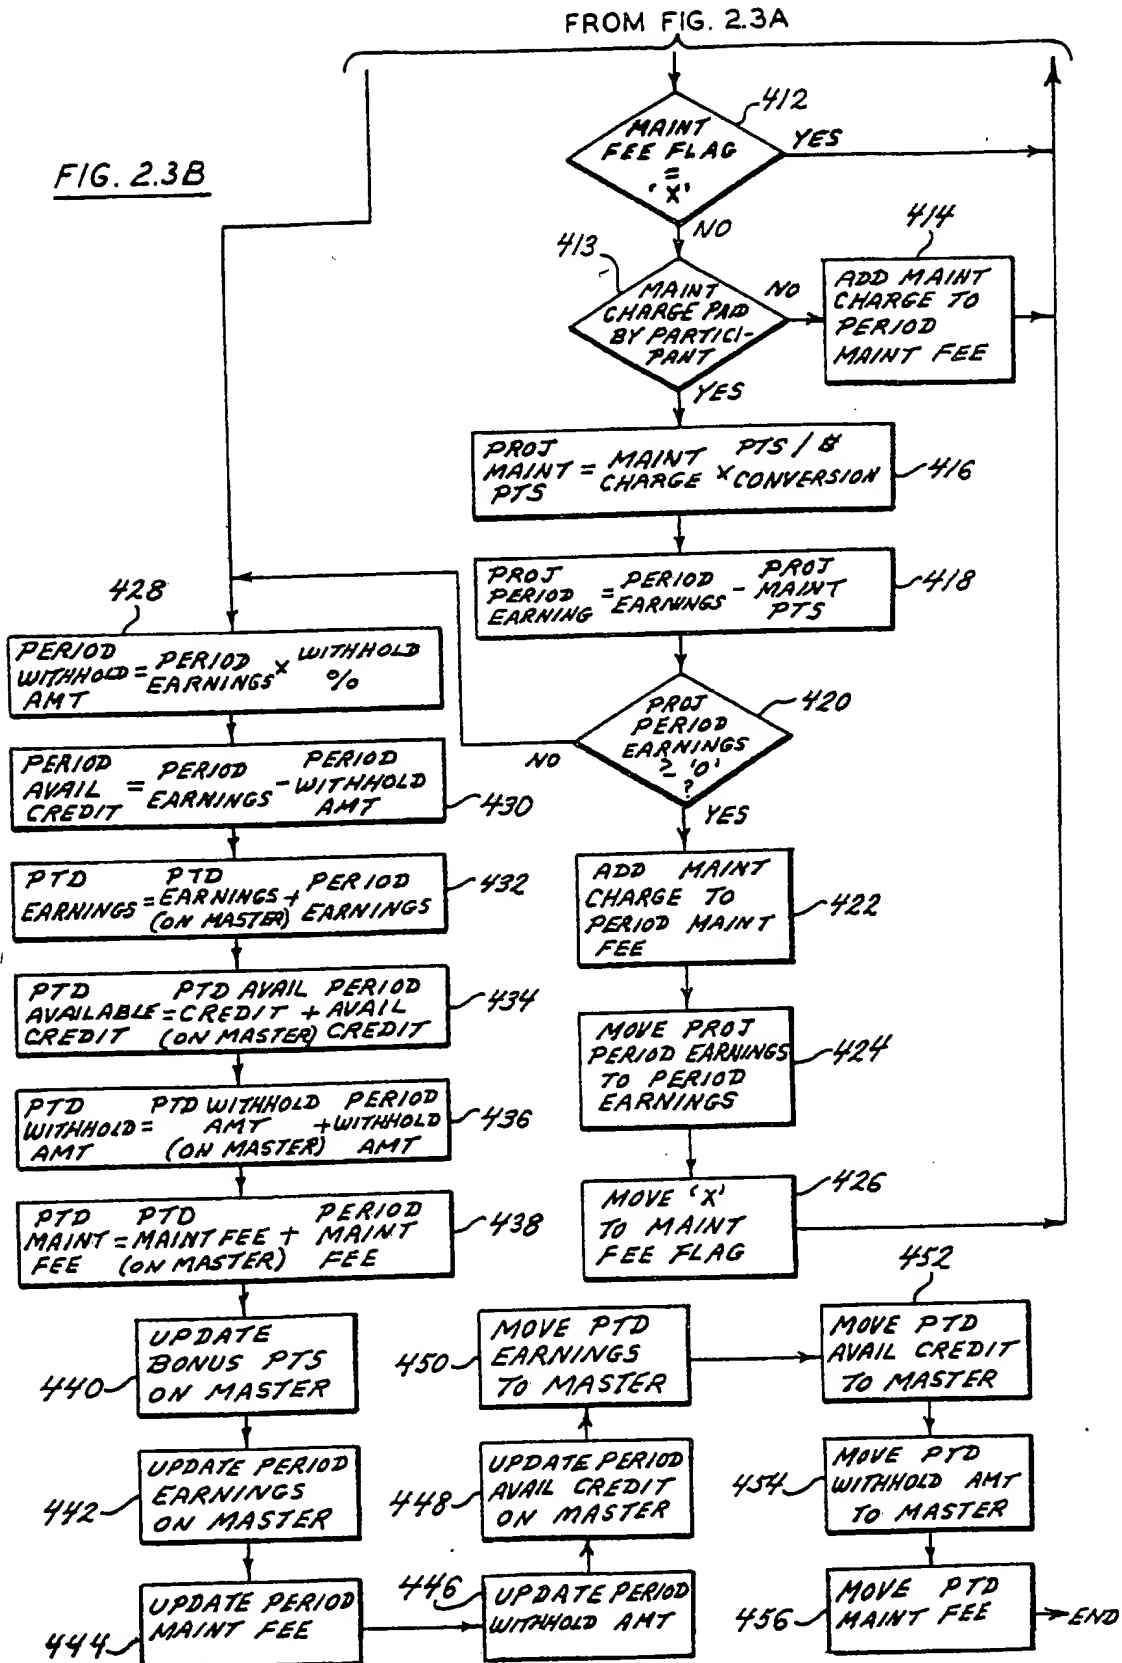 FROM FIG. 2.3A
FIG. 2.3B
412
MAINT
FEE FLAG
=
'X'
YES
NO
413
MAINT
CHARGE PAID
BY PARTICI-
PANT
NO
YES
414
ADD MAINT
CHARGE TO
PERIOD
MAINT FEE
PROJ
MAINT PTS = MAINT CHARGE × PTS / $ CONVERSION
416
PROJ
PERIOD EARNING = PERIOD EARNINGS - PROJ MAINT PTS
418
PROJ
PERIOD
EARNINGS
≥ '0'
?
420
NO
YES
ADD MAINT
CHARGE TO
PERIOD MAINT
FEE
422
MOVE PROJ
PERIOD EARNINGS
TO PERIOD
EARNINGS
424
MOVE 'X'
TO MAINT
FEE FLAG
426
428
PERIOD
WITHHOLD AMT = PERIOD EARNINGS × WITHHOLD %
PERIOD
AVAIL CREDIT = PERIOD EARNINGS - PERIOD WITHHOLD AMT
430
PTD
EARNINGS = PTD EARNINGS (ON MASTER) + PERIOD EARNINGS
432
PTD
AVAILABLE CREDIT = PTD AVAIL CREDIT (ON MASTER) + PERIOD AVAIL CREDIT
434
PTD
WITHHOLD AMT = PTD WITHHOLD AMT (ON MASTER) + PERIOD WITHHOLD AMT
436
PTD
MAINT FEE = PTD MAINT FEE (ON MASTER) + PERIOD MAINT FEE
438
UPDATE
BONUS PTS
ON MASTER
440
UPDATE PERIOD
EARNINGS
ON MASTER
442
UPDATE PERIOD
MAINT FEE
444
446
UPDATE PERIOD
WITHHOLD AMT
UPDATE PERIOD
AVAIL CREDIT
ON MASTER
448
MOVE PTD
EARNINGS
TO MASTER
450
452
MOVE PTD
AVAIL CREDIT
TO MASTER
MOVE PTD
WITHHOLD AMT
TO MASTER
454
MOVE PTD
MAINT FEE
456
END